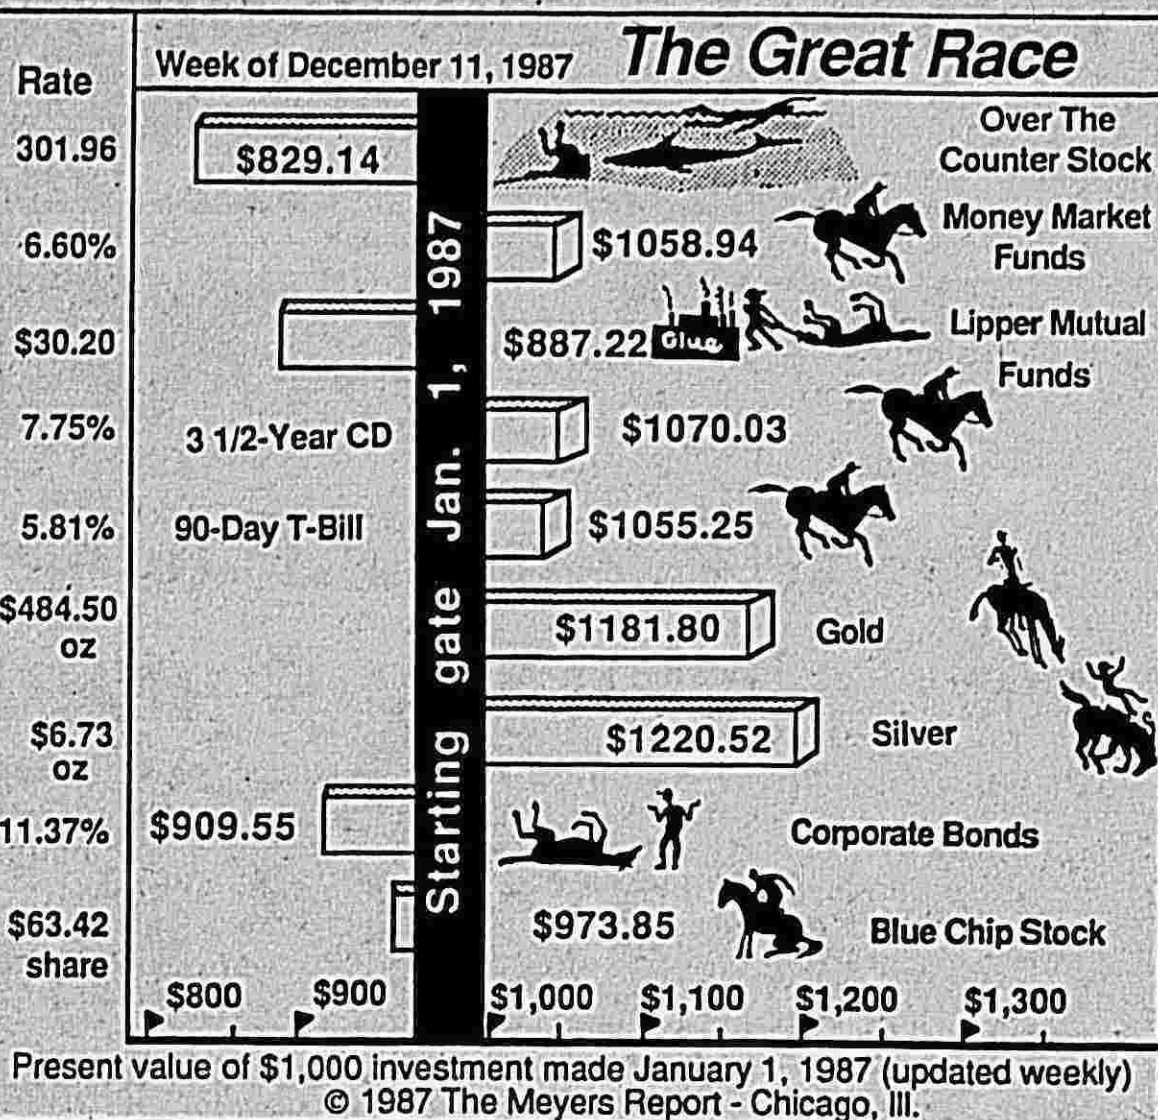 The Great Race
Rate
Week of December 11, 1987
301.96
$829.14
Over The
Counter Stock
6.60%
$1058.94
Money Market
Funds
$30.20
$887.22
Glue
Lipper Mutual
Funds
7.75%
3 1/2-Year CD
$1070.03
5.81%
90-Day T-Bill
$1055.25
$484.50
oz
$1181.80
Gold
$6.73
oz
$1220.52
Silver
11.37%
$909.55
Corporate Bonds
$63.42
share
$973.85
Blue Chip Stock
Starting gate Jan. 1, 1987
$800 $900 $1,000 $1,100 $1,200 $1,300
Present value of $1,000 investment made January 1, 1987 (updated weekly)
© 1987 The Meyers Report - Chicago, Ill.